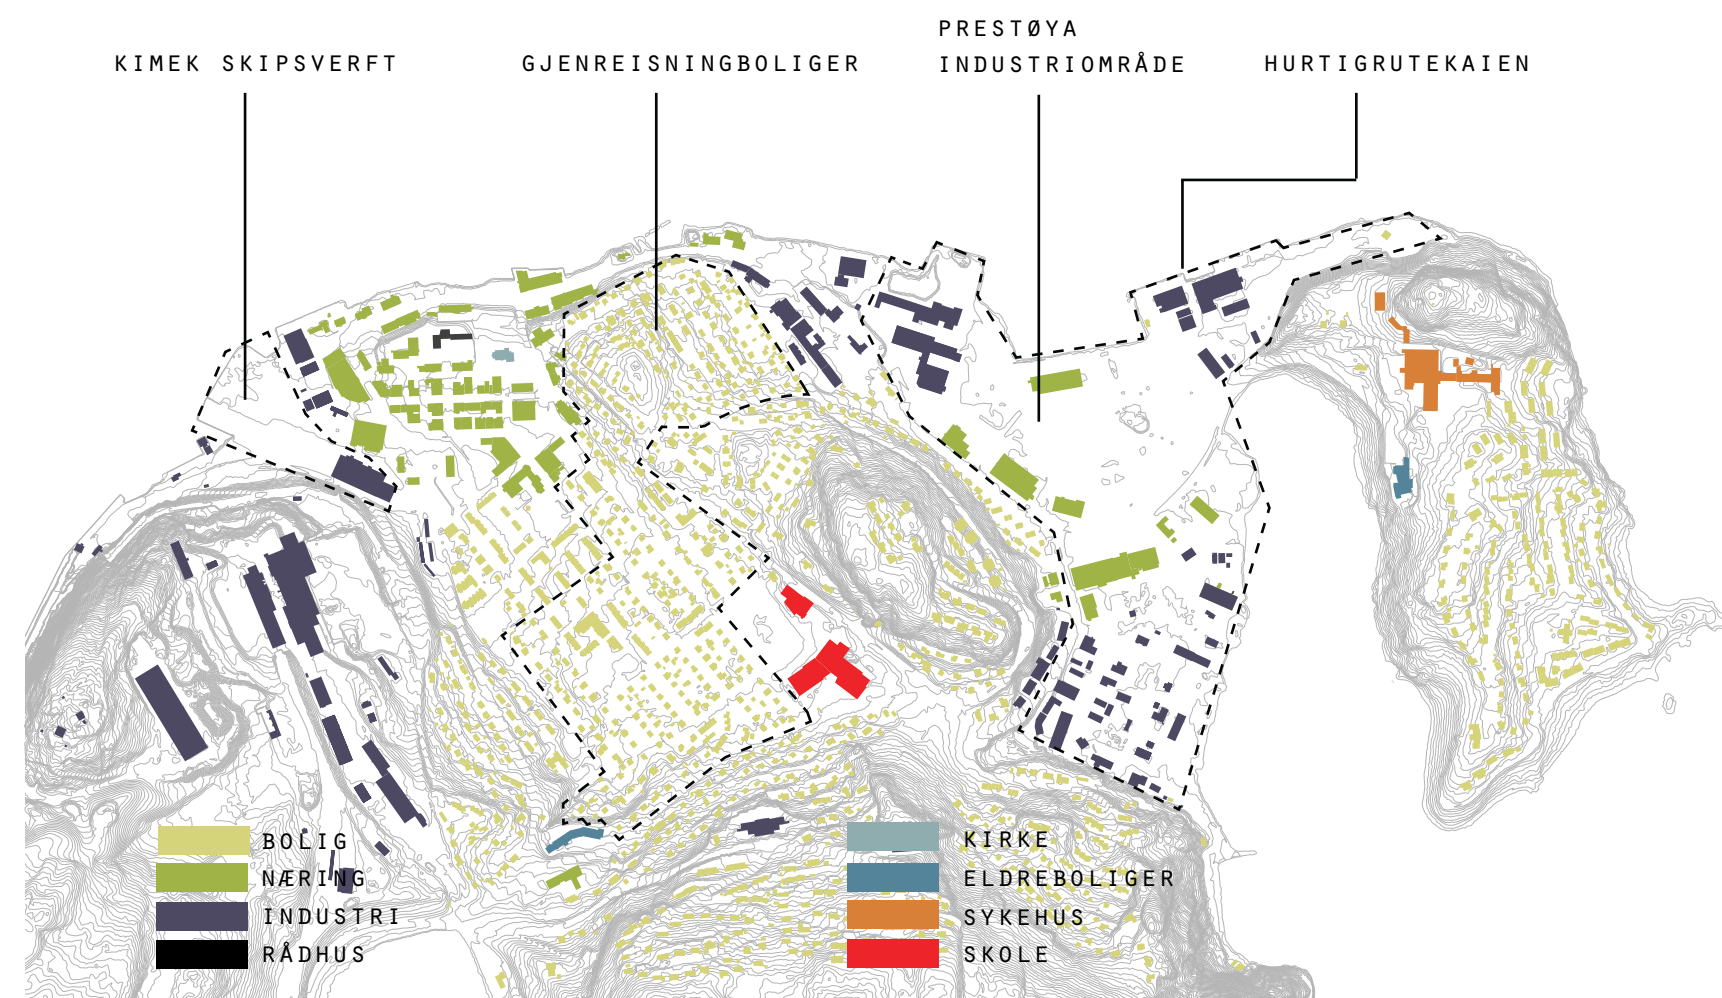 KIMEK SKIPSVERFT
GJENREISNINGBOLIGER
PRESTØYA
INDUSTRIOMRÅDE
HURTIGRUTEKAIEN
BOLIG
NÆRING
INDUSTRI
RÅDHUS
KIRKE
ELDREBOLIGER
SYKEHUS
SKOLE